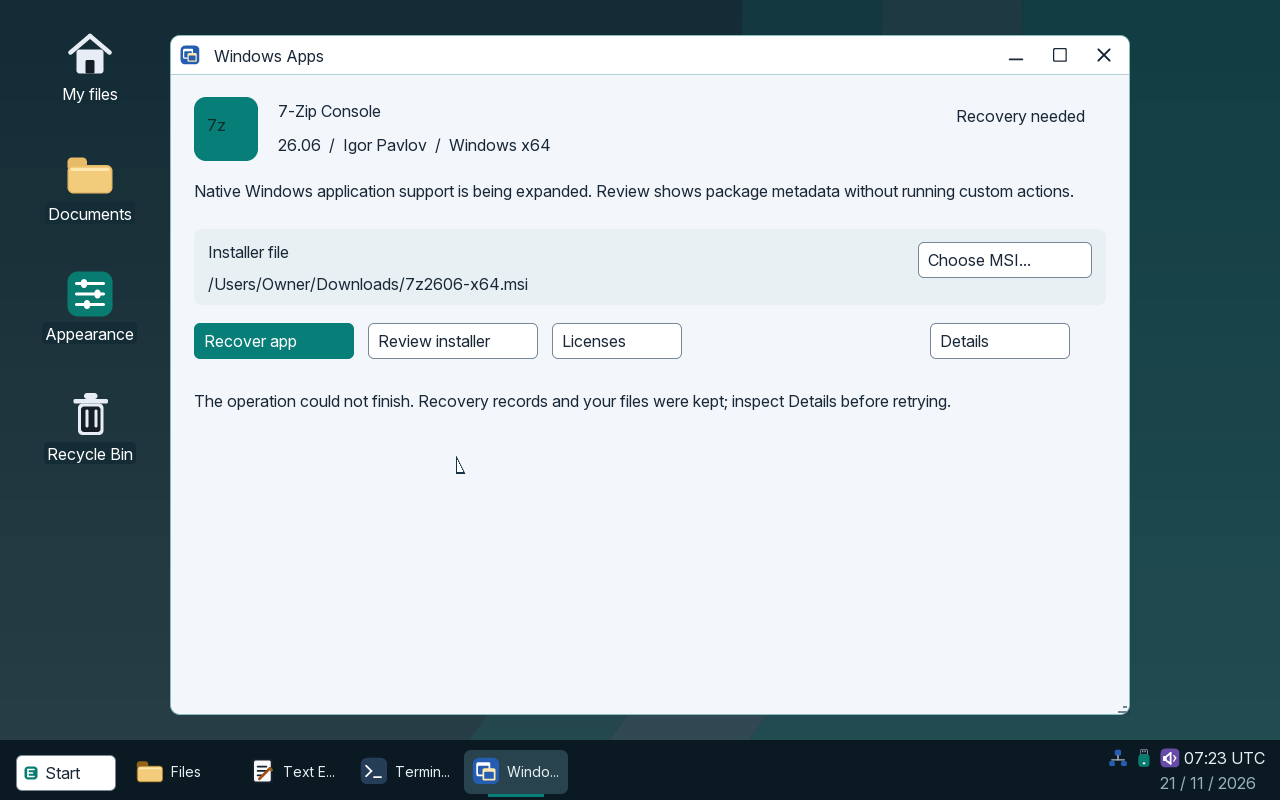 My files
Documents
Appearance
Recycle Bin
Windows Apps
7z
7-Zip Console
26.06 / Igor Pavlov / Windows x64
Recovery needed
Native Windows application support is being expanded. Review shows package metadata without running custom actions.
Installer file
/Users/Owner/Downloads/7z2606-x64.msi
Choose MSI...
Recover app
Review installer
Licenses
Details
The operation could not finish. Recovery records and your files were kept; inspect Details before retrying.
E
Start
Files
Text E...
Termin...
Windo...
07:23 UTC
21 / 11 / 2026